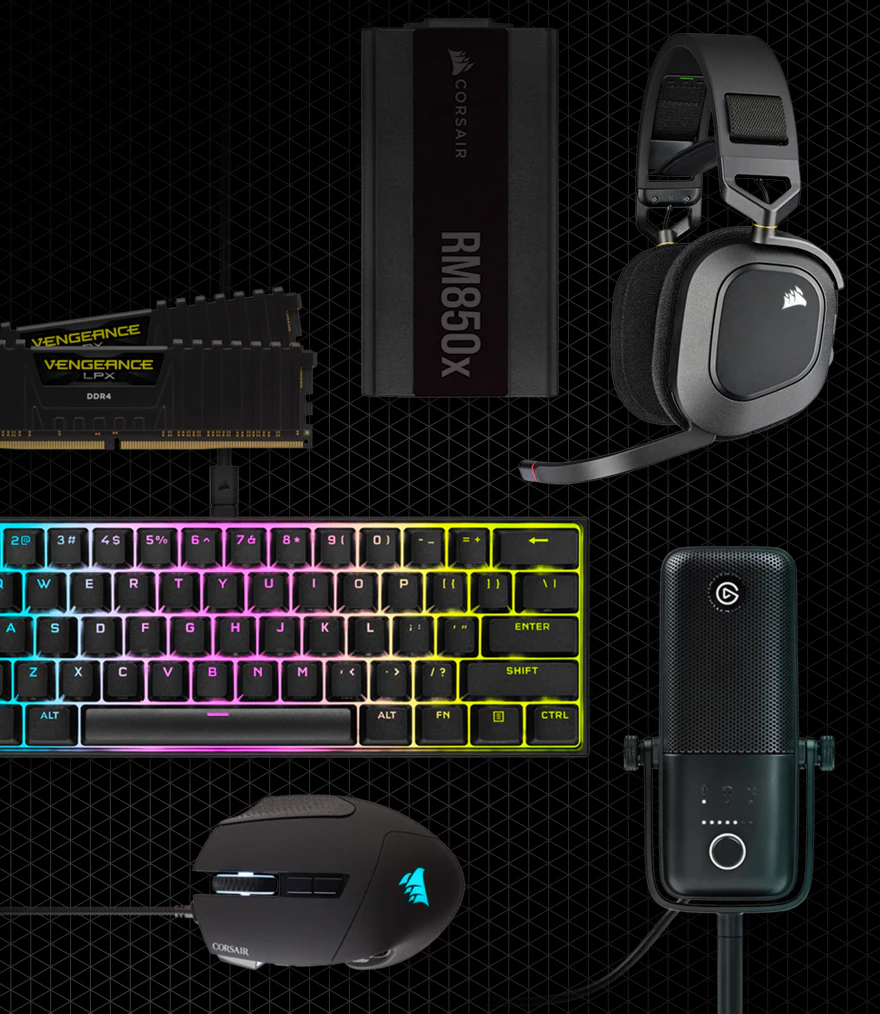 CORSAIR
RM850x
VENGEANCE
VENGEANCE
LPX
DDR4
2@ 3# 4$ 5% 6^ 7& 8* 9( 0) - _ = + ←
W E R T Y U I O P [ { ] } \ |
A S D F G H J K L ; : ' " ENTER
Z X C V B N M , < . > / ? SHIFT
ALT ALT FN CTRL
CORSAIR